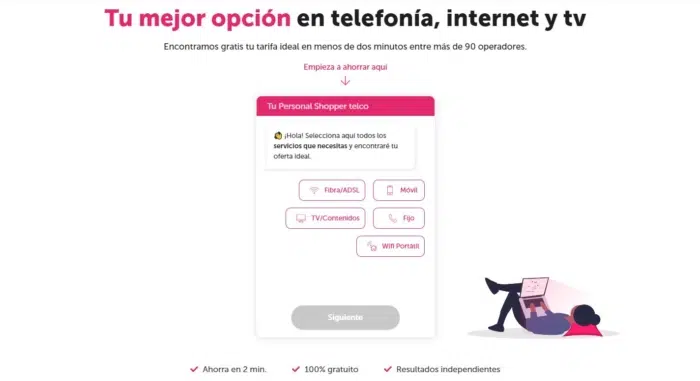 Tu mejor opción en telefonía, internet y tv
Encontramos gratis tu tarifa ideal en menos de dos minutos entre más de 90 operadores.
Empieza a ahorrar aquí
Tu Personal Shopper telco
¡Hola! Selecciona aquí todos los
servicios que necesitas y encontraré tu
oferta ideal.
Fibra/ADSL
Móvil
TV/Contenidos
Fijo
Wifi Portátil
Siguiente
Ahorra en 2 min.
100% gratuito
Resultados independientes